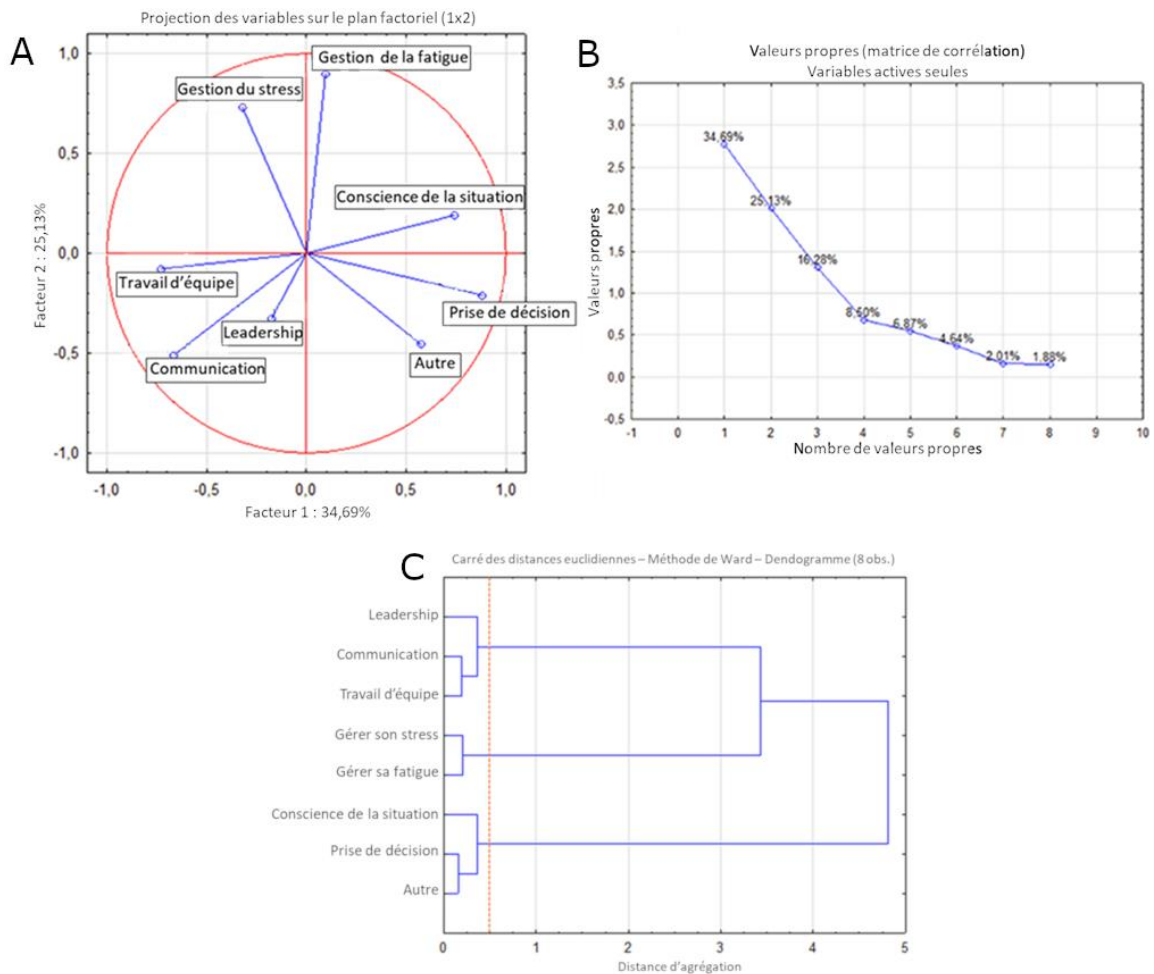 A
Projection des variables sur le plan factoriel (1x2)
1,0
0,5
0,0
-0,5
-1,0
Facteur 2 : 25,13%
Gestion de la fatigue
Gestion du stress
Conscience de la situation
Travail d'équipe
Prise de décision
Leadership
Autre
Communication
-1,0 -0,5 0,0 0,5 1,0
Facteur 1 : 34,69%
B
Valeurs propres (matrice de corrélation)
Variables actives seules
3,5
3,0
2,5
2,0
1,5
1,0
0,5
0,0
-0,5
Valeurs propres
34,69%
25,13%
16,28%
8,50%
6,87%
4,64%
2,01%
1,88%
-1 0 1 2 3 4 5 6 7 8 9 10
Nombre de valeurs propres
C
Carré des distances euclidiennes – Méthode de Ward – Dendogramme (8 obs.)
Leadership
Communication
Travail d'équipe
Gérer son stress
Gérer sa fatigue
Conscience de la situation
Prise de décision
Autre
0 1 2 3 4 5
Distance d'agrégation